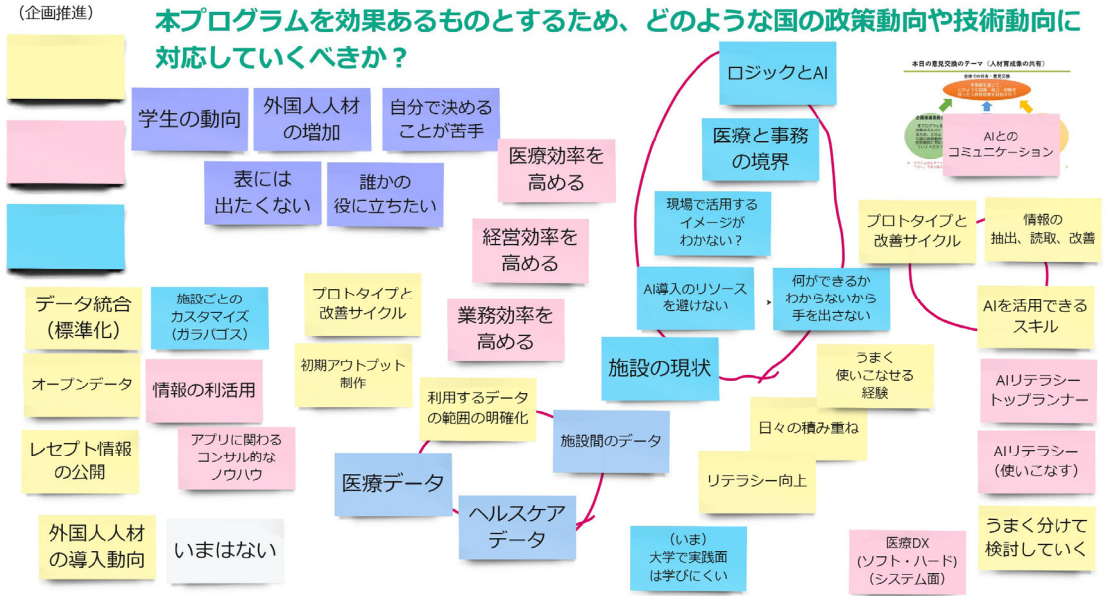 （企画推進）
本プログラムを効果あるものとするため、どのような国の政策動向や技術動向に
対応していくべきか？
学生の動向
外国人人材
の増加
自分で決める
ことが苦手
表には
出たくない
誰かの
役に立ちたい
医療効率を
高める
経営効率を
高める
業務効率を
高める
ロジックとAI
医療と事務
の境界
現場で活用する
イメージが
わかない？
AI導入のリソース
を避けない
何ができるか
わからないから
手を出さない
施設の現状
本日の意見交換のテーマ（人材育成像の共有）
全体での共有・意見交換
AIとの
コミュニケーション
プロトタイプと
改善サイクル
情報の
抽出、読取、改善
AIを活用できる
スキル
データ統合
（標準化）
施設ごとの
カスタマイズ
（ガラパゴス）
プロトタイプと
改善サイクル
オープンデータ
情報の利活用
初期アウトプット
制作
レセプト情報
の公開
アプリに関わる
コンサル的な
ノウハウ
利用するデータ
の範囲の明確化
施設間のデータ
医療データ
ヘルスケア
データ
うまく
使いこなせる
経験
日々の積み重ね
リテラシー向上
AIリテラシー
トップランナー
AIリテラシー
（使いこなす）
外国人人材
の導入動向
いまはない
（いま）
大学で実践面
は学びにくい
医療DX
(ソフト・ハード)
（システム面）
うまく分けて
検討していく